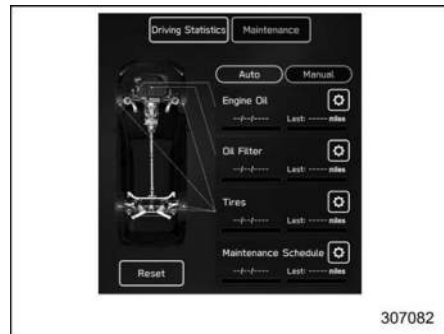 Driving Statistics Maintenance
Auto Manual
Engine Oil
--/--/---- Last: ----- miles
Oil Filter
--/--/---- Last: ----- miles
Tires
--/--/---- Last: ----- miles
Maintenance Schedule
--/--/---- Last: ----- miles
Reset
307082